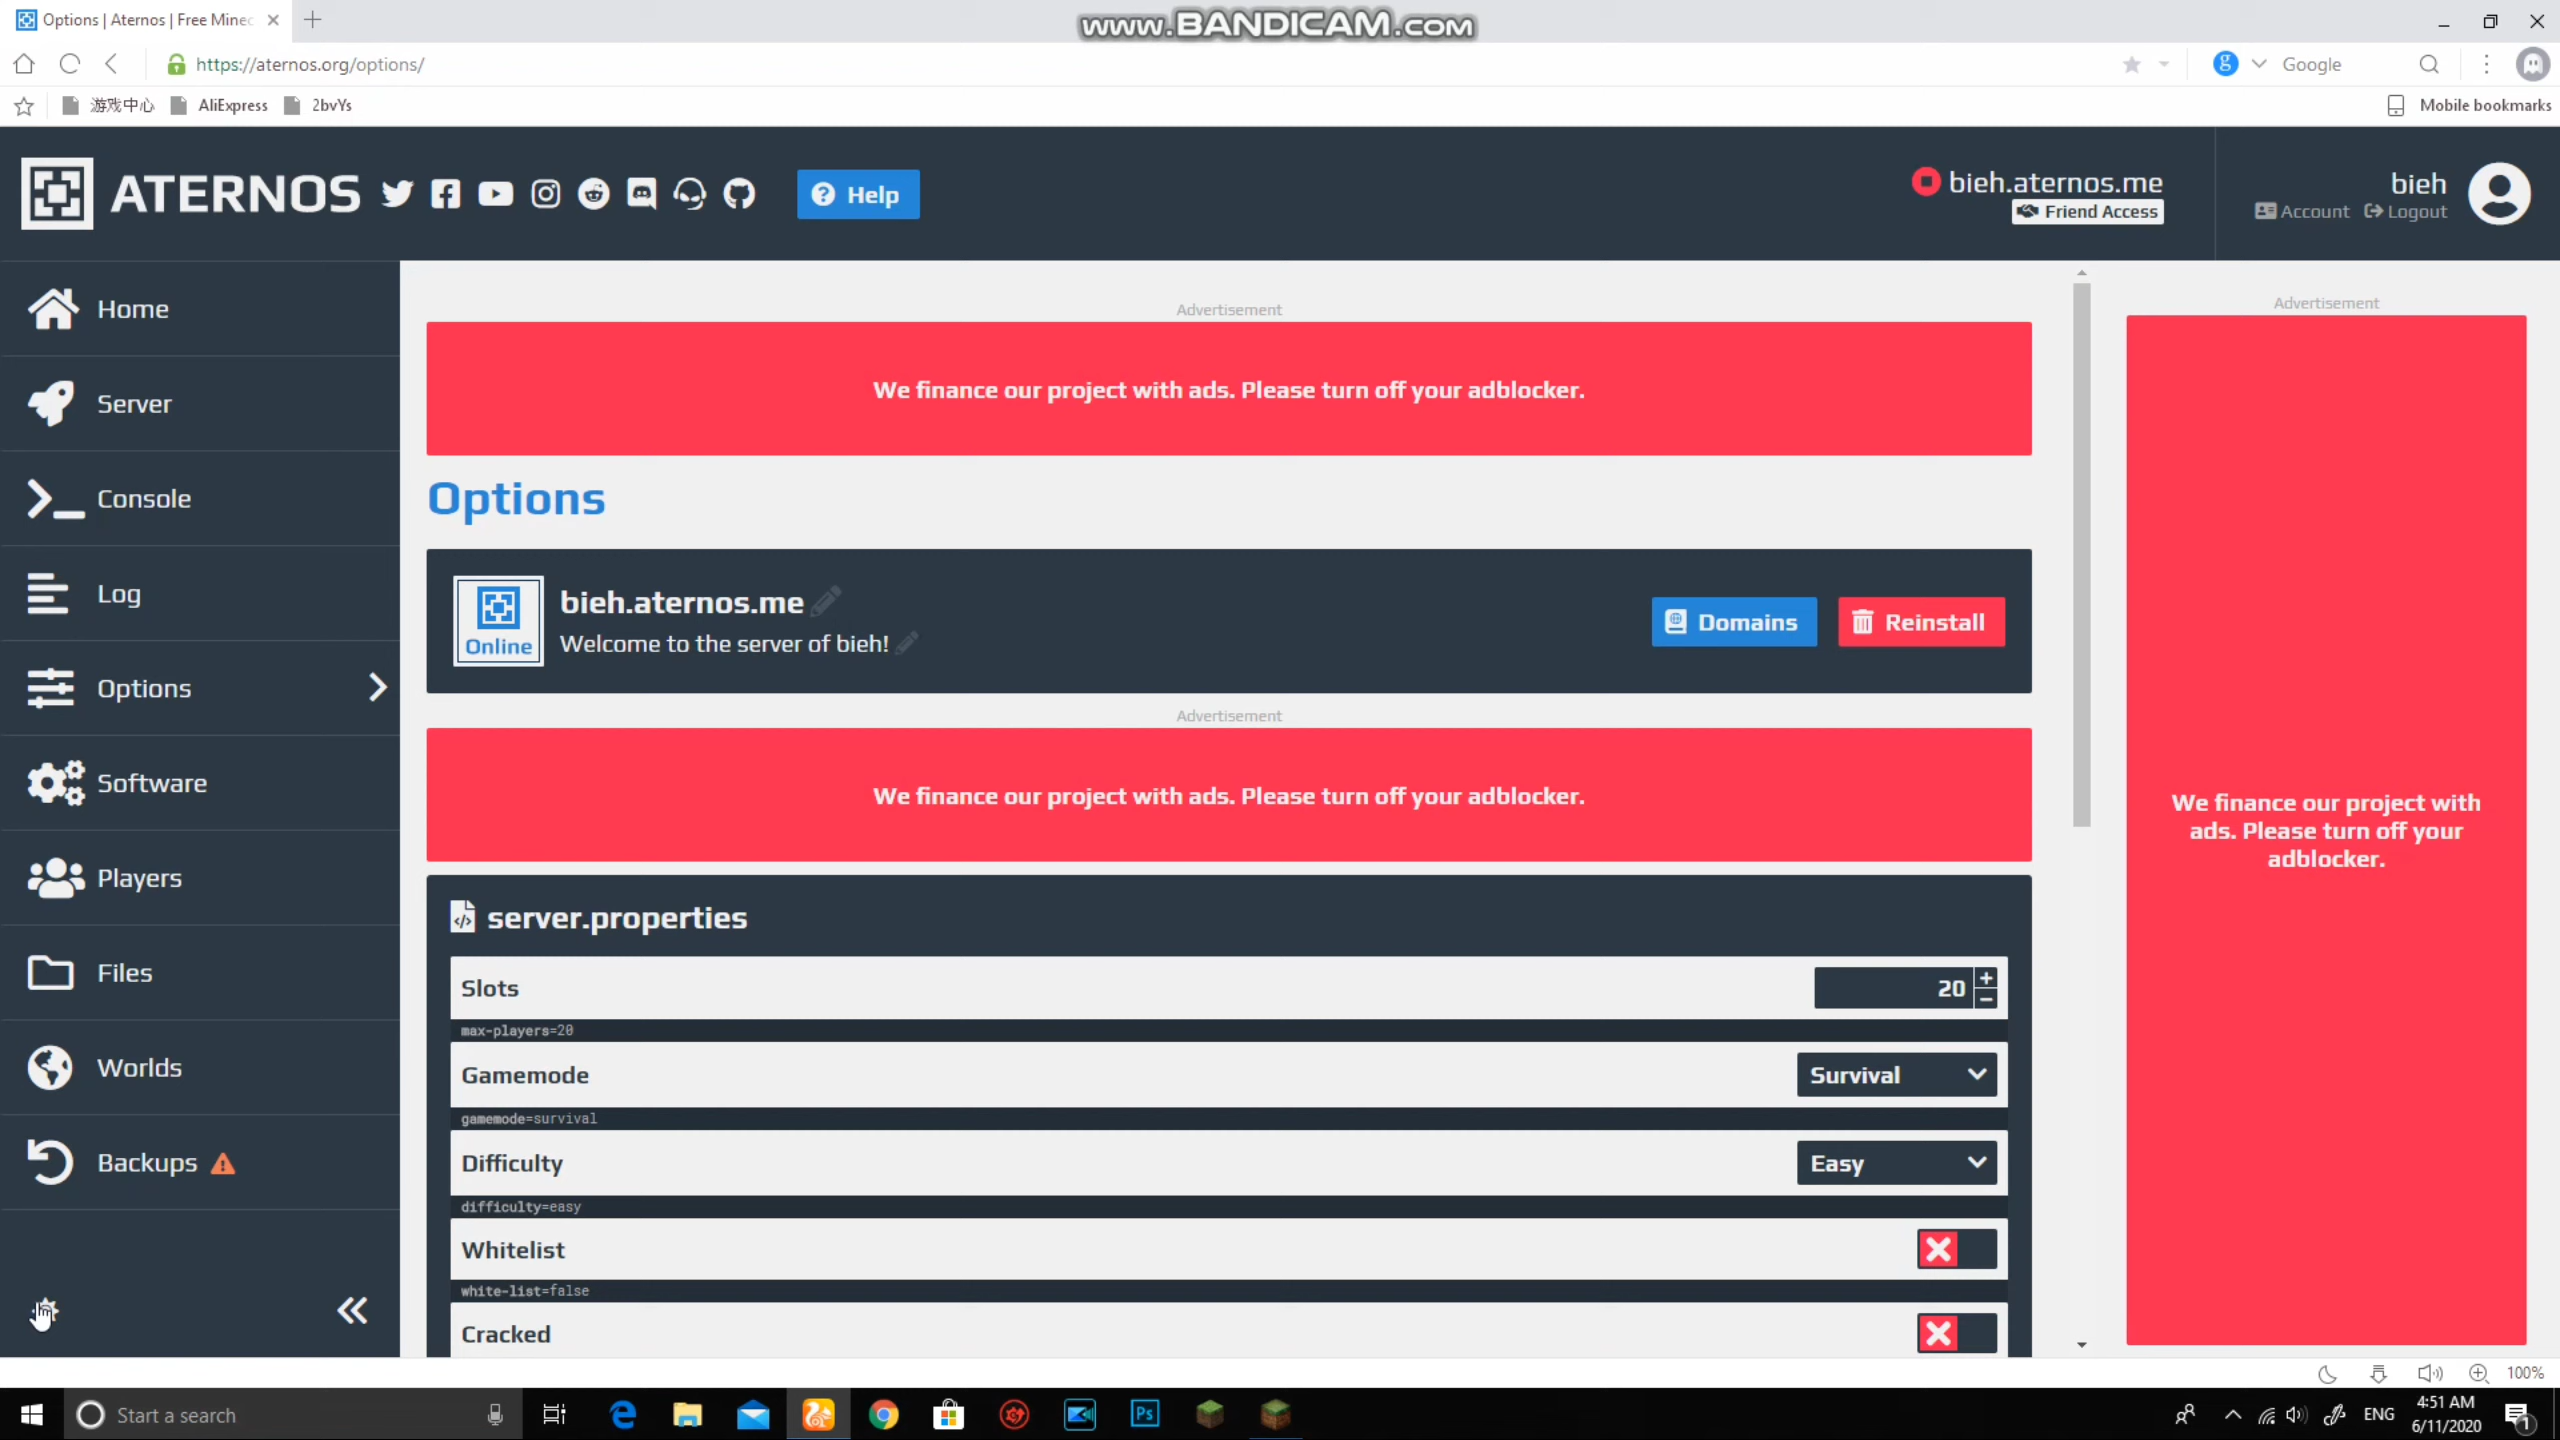 Options | Aternos | Free Minec
www.BANDICAM.com
https://aternos.org/options/
Google
游戏中心
AliExpress
2bvYs
Mobile bookmarks
ATERNOS
Help
bieh.aternos.me
Friend Access
bieh
Account
Logout
Home
Server
Console
Log
Options
Software
Players
Files
Worlds
Backups
Advertisement
We finance our project with ads. Please turn off your adblocker.
Options
Online
bieh.aternos.me
Welcome to the server of bieh!
Domains
Reinstall
Advertisement
We finance our project with ads. Please turn off your adblocker.
server.properties
Slots
20
max-players=20
Gamemode
Survival
gamemode=survival
Difficulty
Easy
difficulty=easy
Whitelist
white-list=false
Cracked
Advertisement
We finance our project with
ads. Please turn off your
adblocker.
100%
Start a search
Ps
ENG
4:51 AM
6/11/2020
1